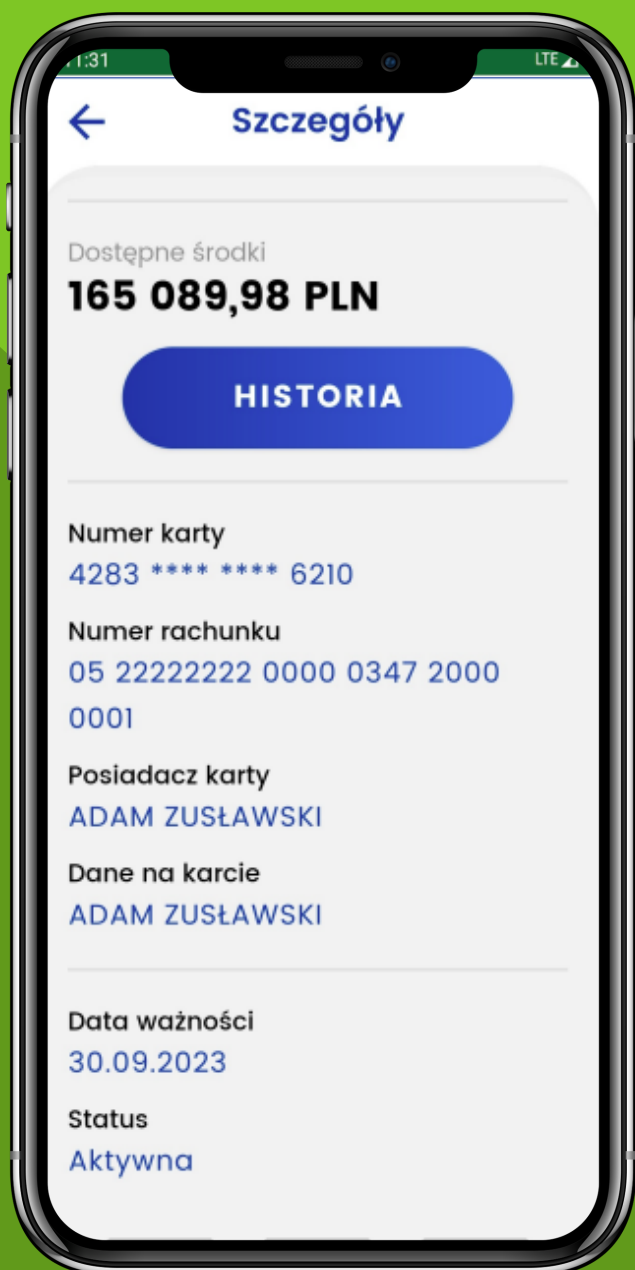 11:31 LTE
Szczegóły
Dostępne środki
165 089,98 PLN
HISTORIA
Numer karty
4283 **** **** 6210
Numer rachunku
05 22222222 0000 0347 2000
0001
Posiadacz karty
ADAM ZUSŁAWSKI
Dane na karcie
ADAM ZUSŁAWSKI
Data ważności
30.09.2023
Status
Aktywna